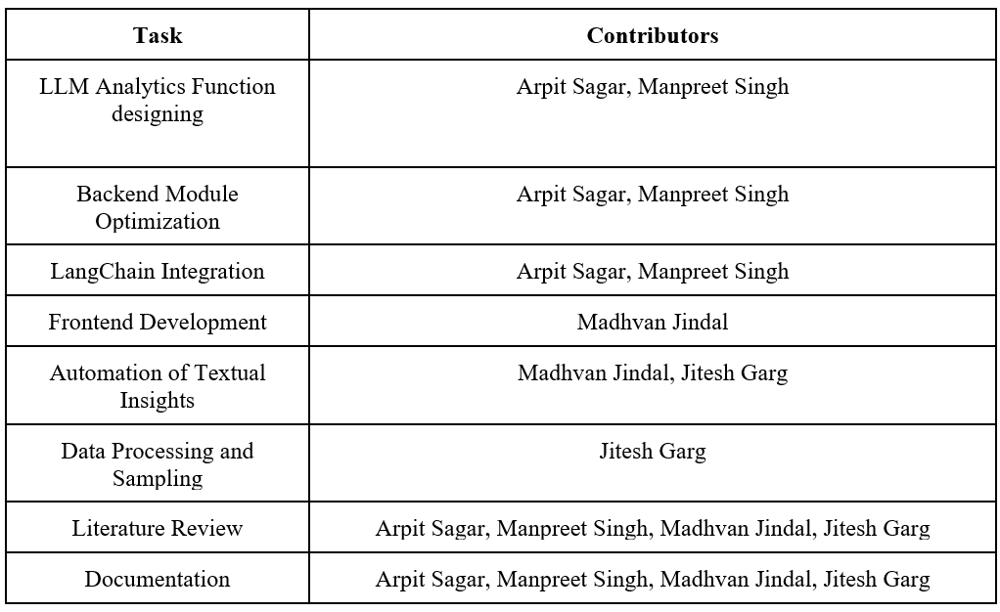 Task Contributors
LLM Analytics Function Arpit Sagar, Manpreet Singh
designing
Backend Module Arpit Sagar, Manpreet Singh
Optimization
LangChain Integration Arpit Sagar, Manpreet Singh
Frontend Development Madhvan Jindal
Automation of Textual Madhvan Jindal, Jitesh Garg
Insights
Data Processing and Jitesh Garg
Sampling
Literature Review Arpit Sagar, Manpreet Singh, Madhvan Jindal, Jitesh Garg
Documentation Arpit Sagar, Manpreet Singh, Madhvan Jindal, Jitesh Garg